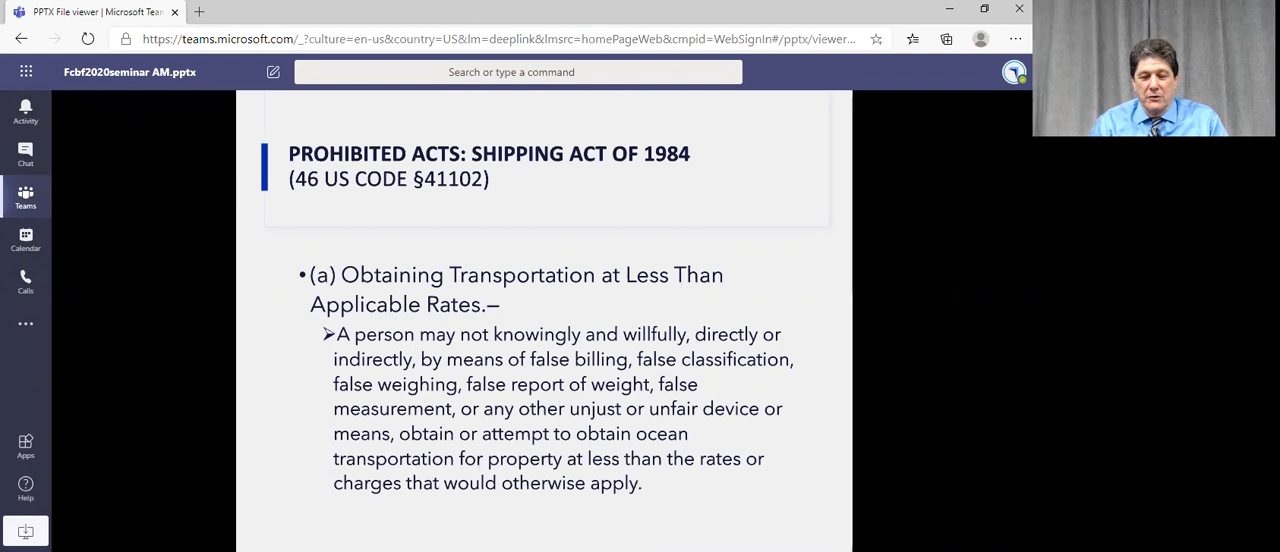 PPTX File viewer | Microsoft Team
https://teams.microsoft.com/_?culture=en-us&country=US&lm=deeplink&lmsrc=homePageWeb&cmpid=WebSignIn#/pptx/viewer...
Fcbf2020seminar AM.pptx
Search or type a command
Activity
Chat
Teams
Calendar
Calls
Apps
Help
PROHIBITED ACTS: SHIPPING ACT OF 1984
(46 US CODE §41102)
•(a) Obtaining Transportation at Less Than
Applicable Rates.—
➢A person may not knowingly and willfully, directly or
indirectly, by means of false billing, false classification,
false weighing, false report of weight, false
measurement, or any other unjust or unfair device or
means, obtain or attempt to obtain ocean
transportation for property at less than the rates or
charges that would otherwise apply.